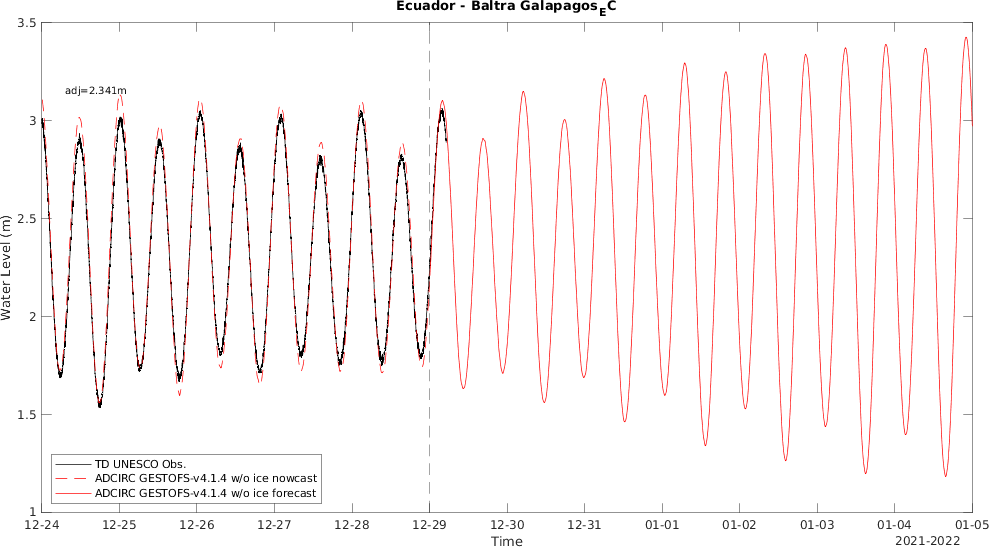 Ecuador - Baltra Galapagos_EC
3.5
adj=2.341m
3
2.5
Water Level (m)
2
1.5
TD UNESCO Obs.
ADCIRC GESTOFS-v4.1.4 w/o ice nowcast
ADCIRC GESTOFS-v4.1.4 w/o ice forecast
1
12-24 12-25 12-26 12-27 12-28 12-29 12-30 12-31 01-01 01-02 01-03 01-04 01-05
Time
2021-2022